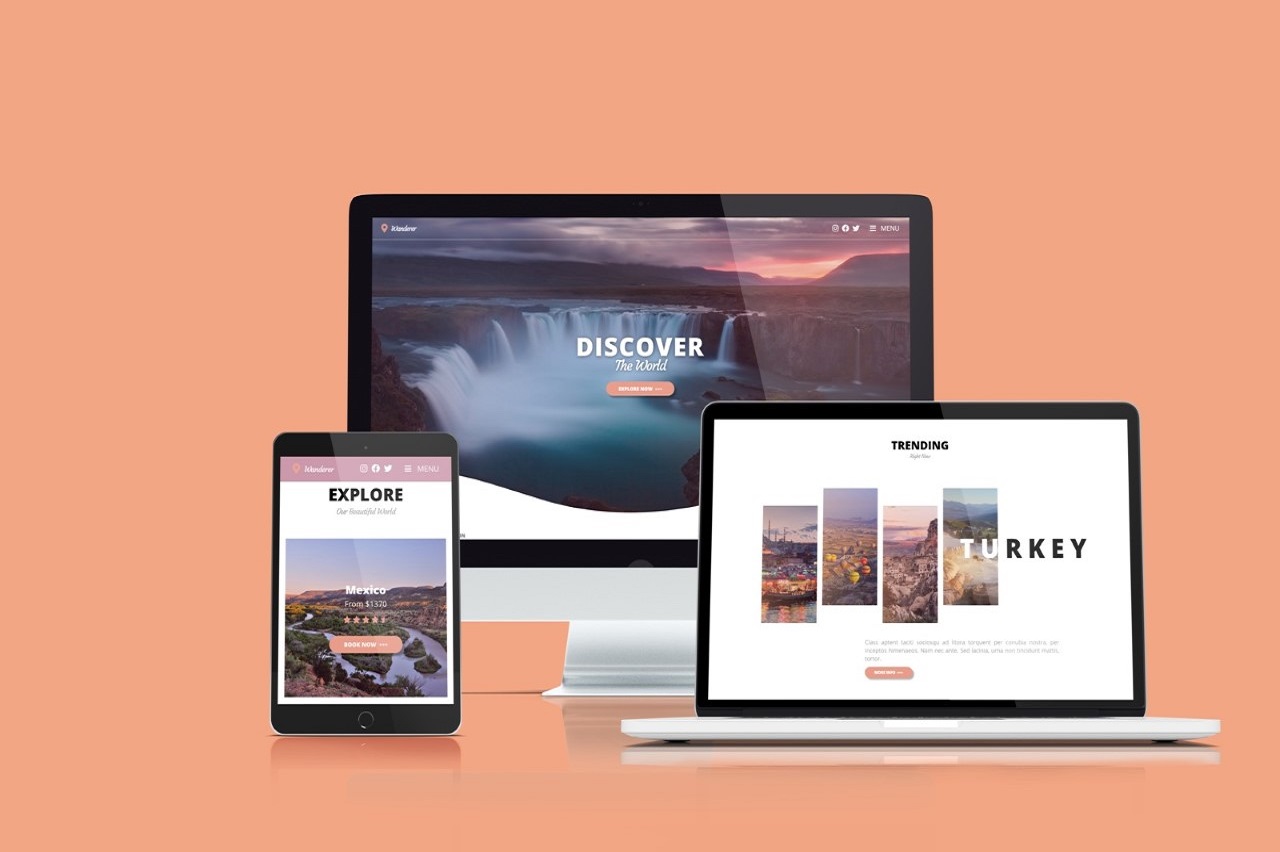 Wanderer
MENU
DISCOVER
The World
EXPLORE NOW
Wanderer
MENU
EXPLORE
Our Beautiful World
Mexico
From $1370
BOOK NOW
TRENDING
Right Now
TURKEY
Class aptent taciti sociosqu ad litora torquent per conubia nostra, per
inceptos himenaeos. Nam nec ante. Sed lacinia, urna non tincidunt mattis,
tortor.